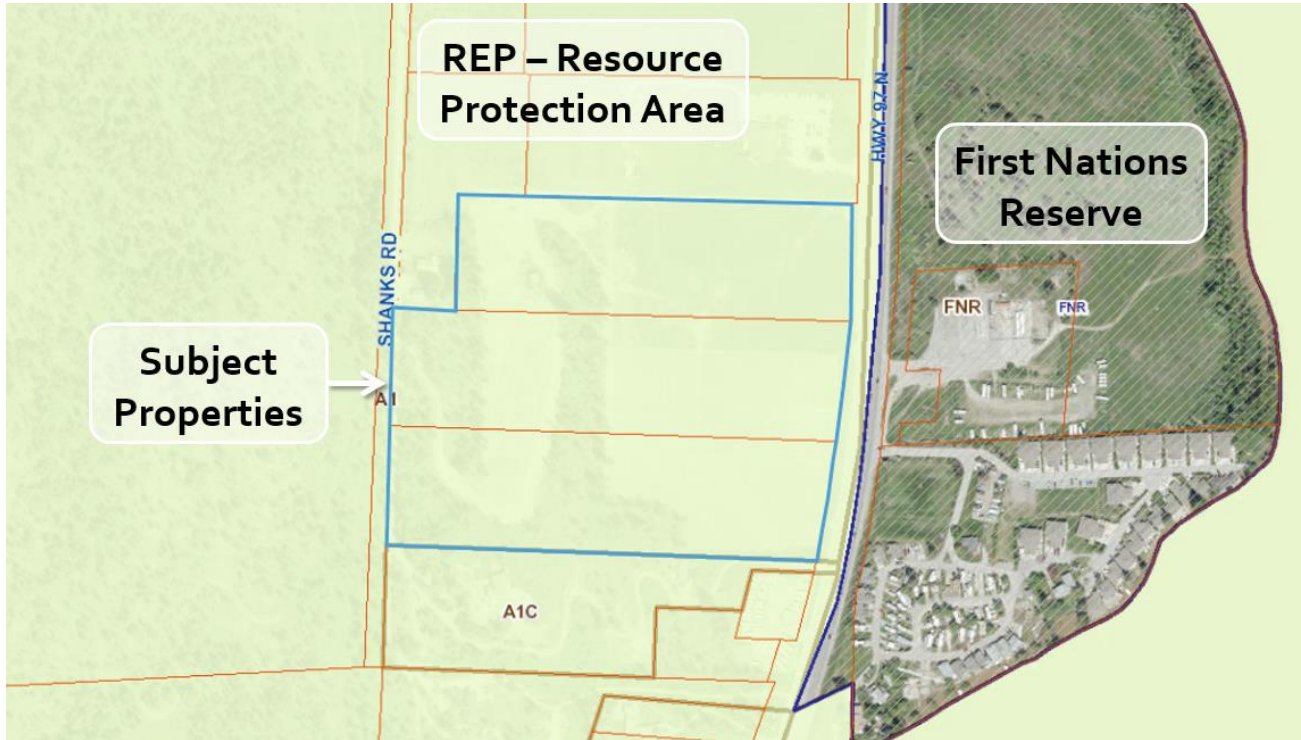 REP – Resource
Protection Area
HWY 97 N
First Nations
Reserve
SHANKS RD
FNR
FNR
Subject
Properties
A1
A1C